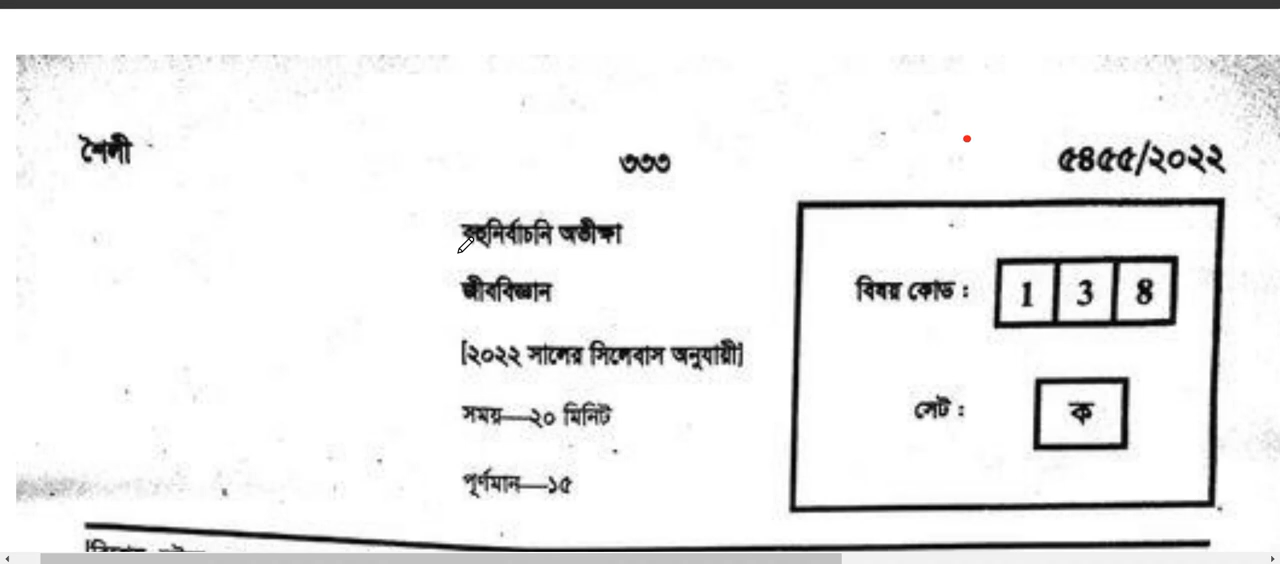 শৈলী
৩৩৩
৫৪৫৫/২০২২
বহুনির্বাচনি অভীক্ষা
জীববিজ্ঞান
[২০২২ সালের সিলেবাস অনুযায়ী]
সময়—২০ মিনিট
পূর্ণমান—১৫
বিষয় কোড : 1 3 8
সেট : ক